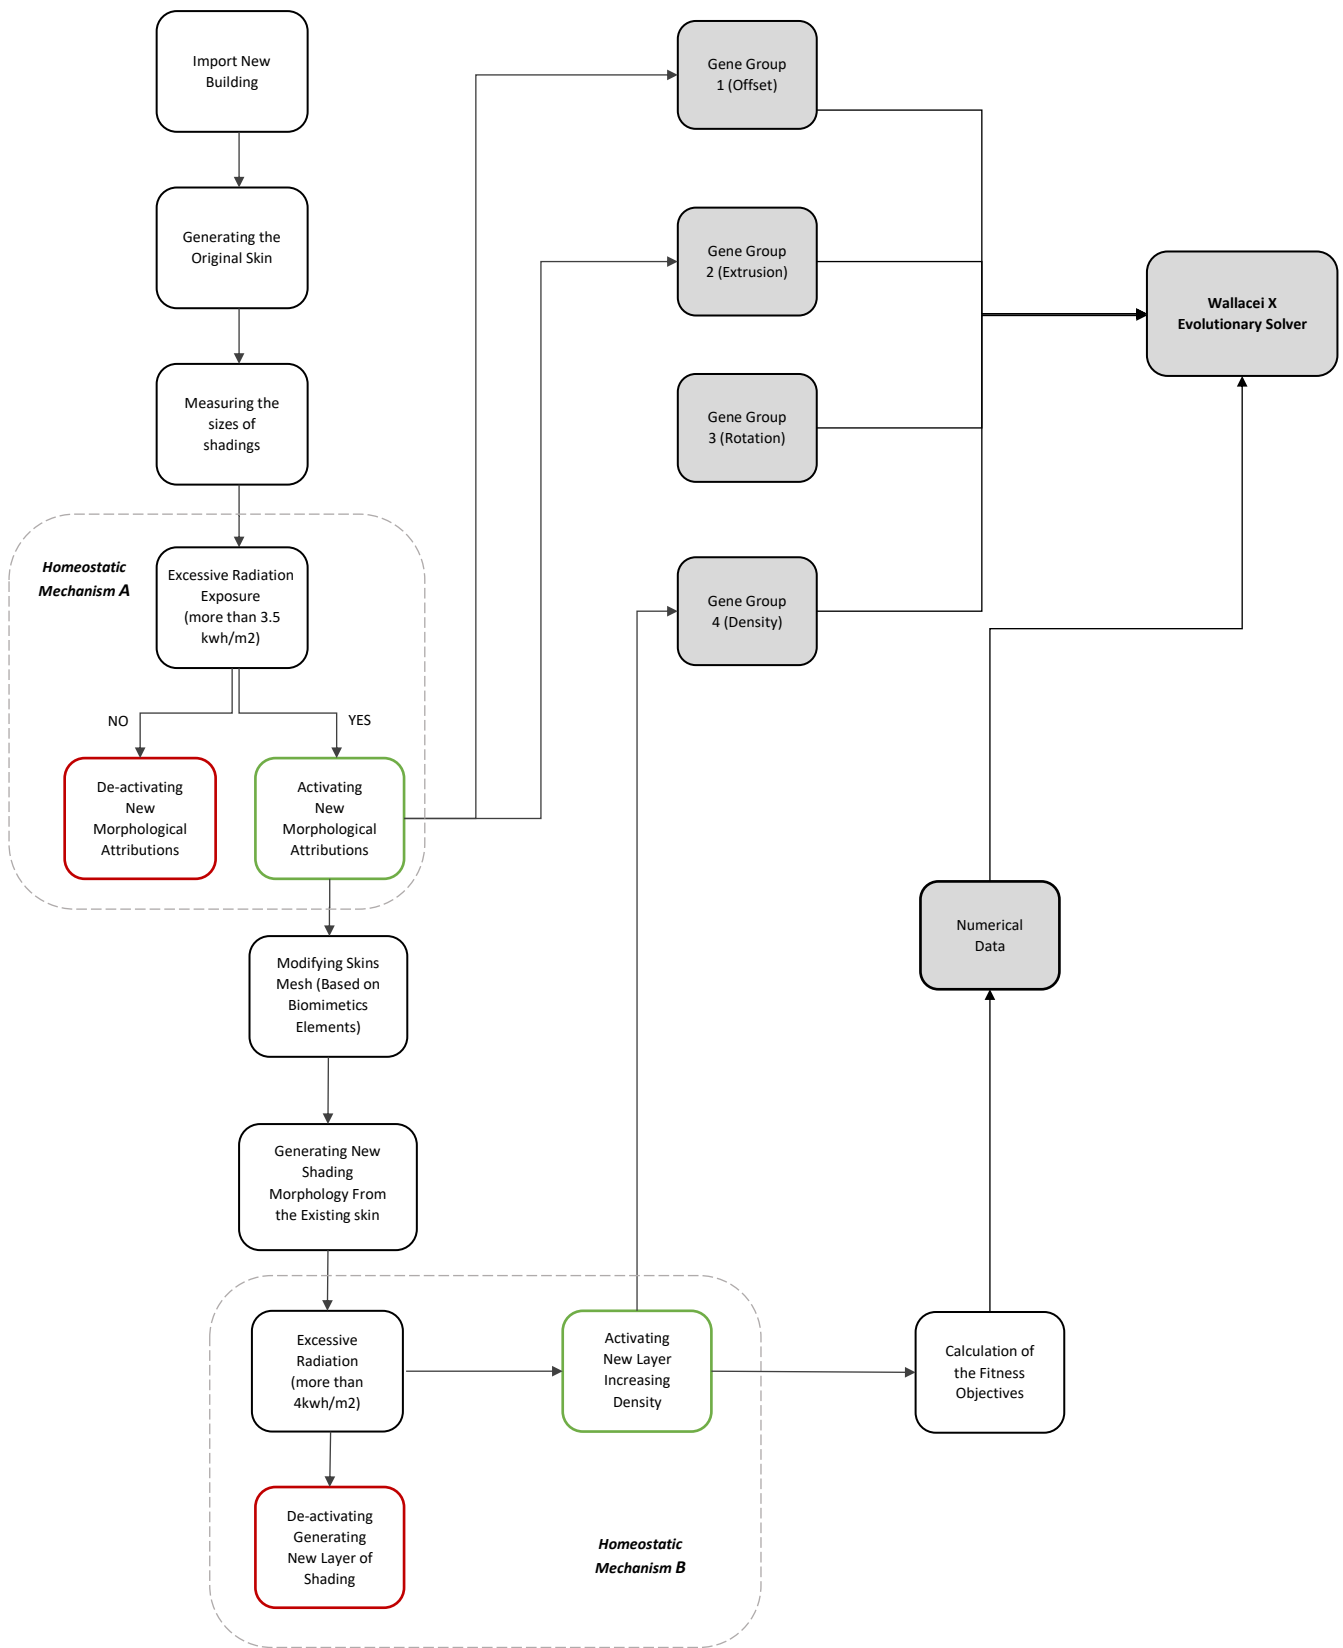 Import New
Building
Generating the
Original Skin
Measuring the
sizes of
shadings
Homeostatic
Mechanism A
Excessive Radiation
Exposure
(more than 3.5
kwh/m2)
NO
YES
De-activating
New
Morphological
Attributions
Activating
New
Morphological
Attributions
Modifying Skins
Mesh (Based on
Biomimetics
Elements)
Generating New
Shading
Morphology From
the Existing skin
Excessive
Radiation
(more than
4kwh/m2)
Activating
New Layer
Increasing
Density
De-activating
Generating
New Layer of
Shading
Homeostatic
Mechanism B
Gene Group
1 (Offset)
Gene Group
2 (Extrusion)
Gene Group
3 (Rotation)
Gene Group
4 (Density)
Wallacei X
Evolutionary Solver
Numerical
Data
Calculation of
the Fitness
Objectives